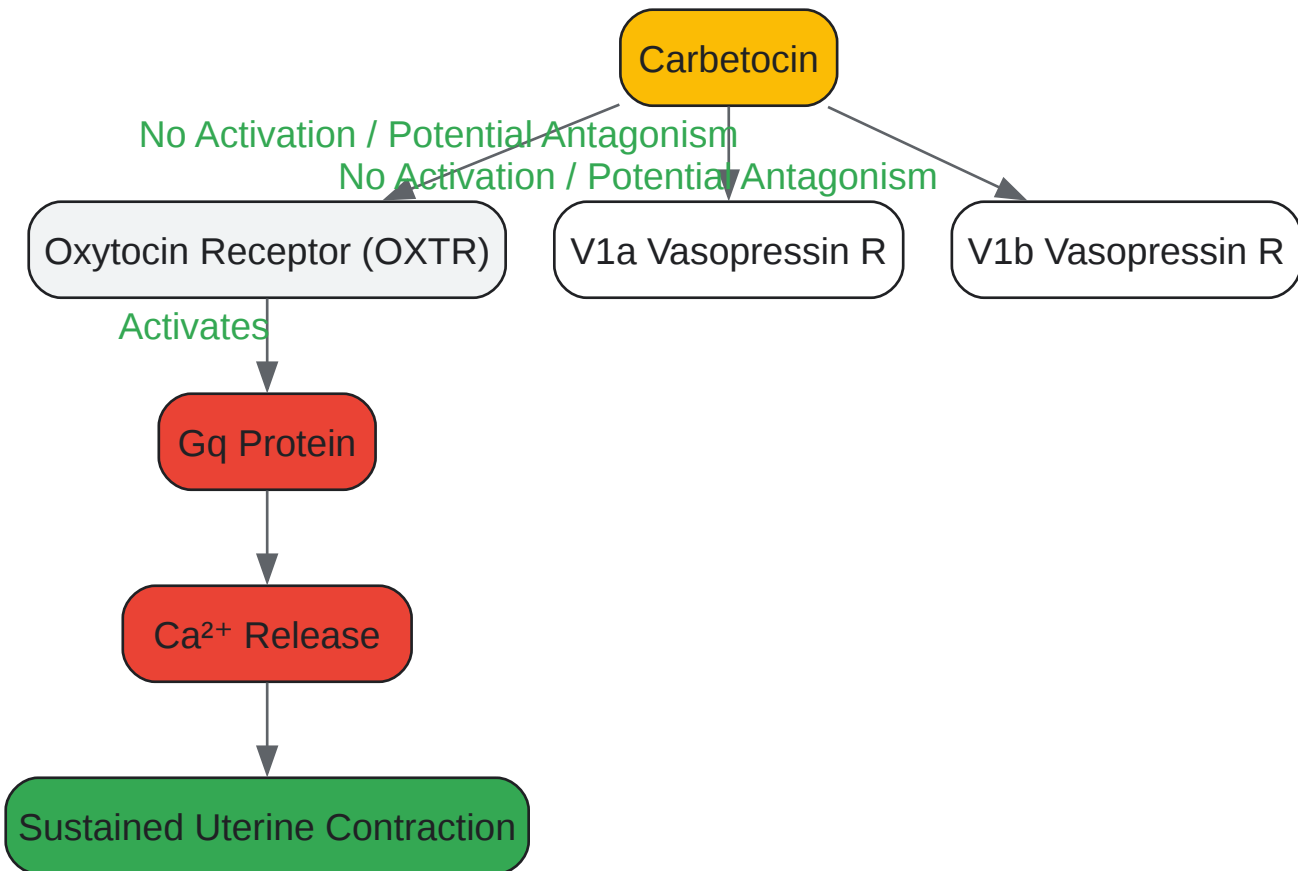 Carbetocin
No Activation / Potential Antagonism
No Activation / Potential Antagonism
Oxytocin Receptor (OXTR)
V1a Vasopressin R
V1b Vasopressin R
Activates
Gq Protein
Ca²⁺ Release
Sustained Uterine Contraction